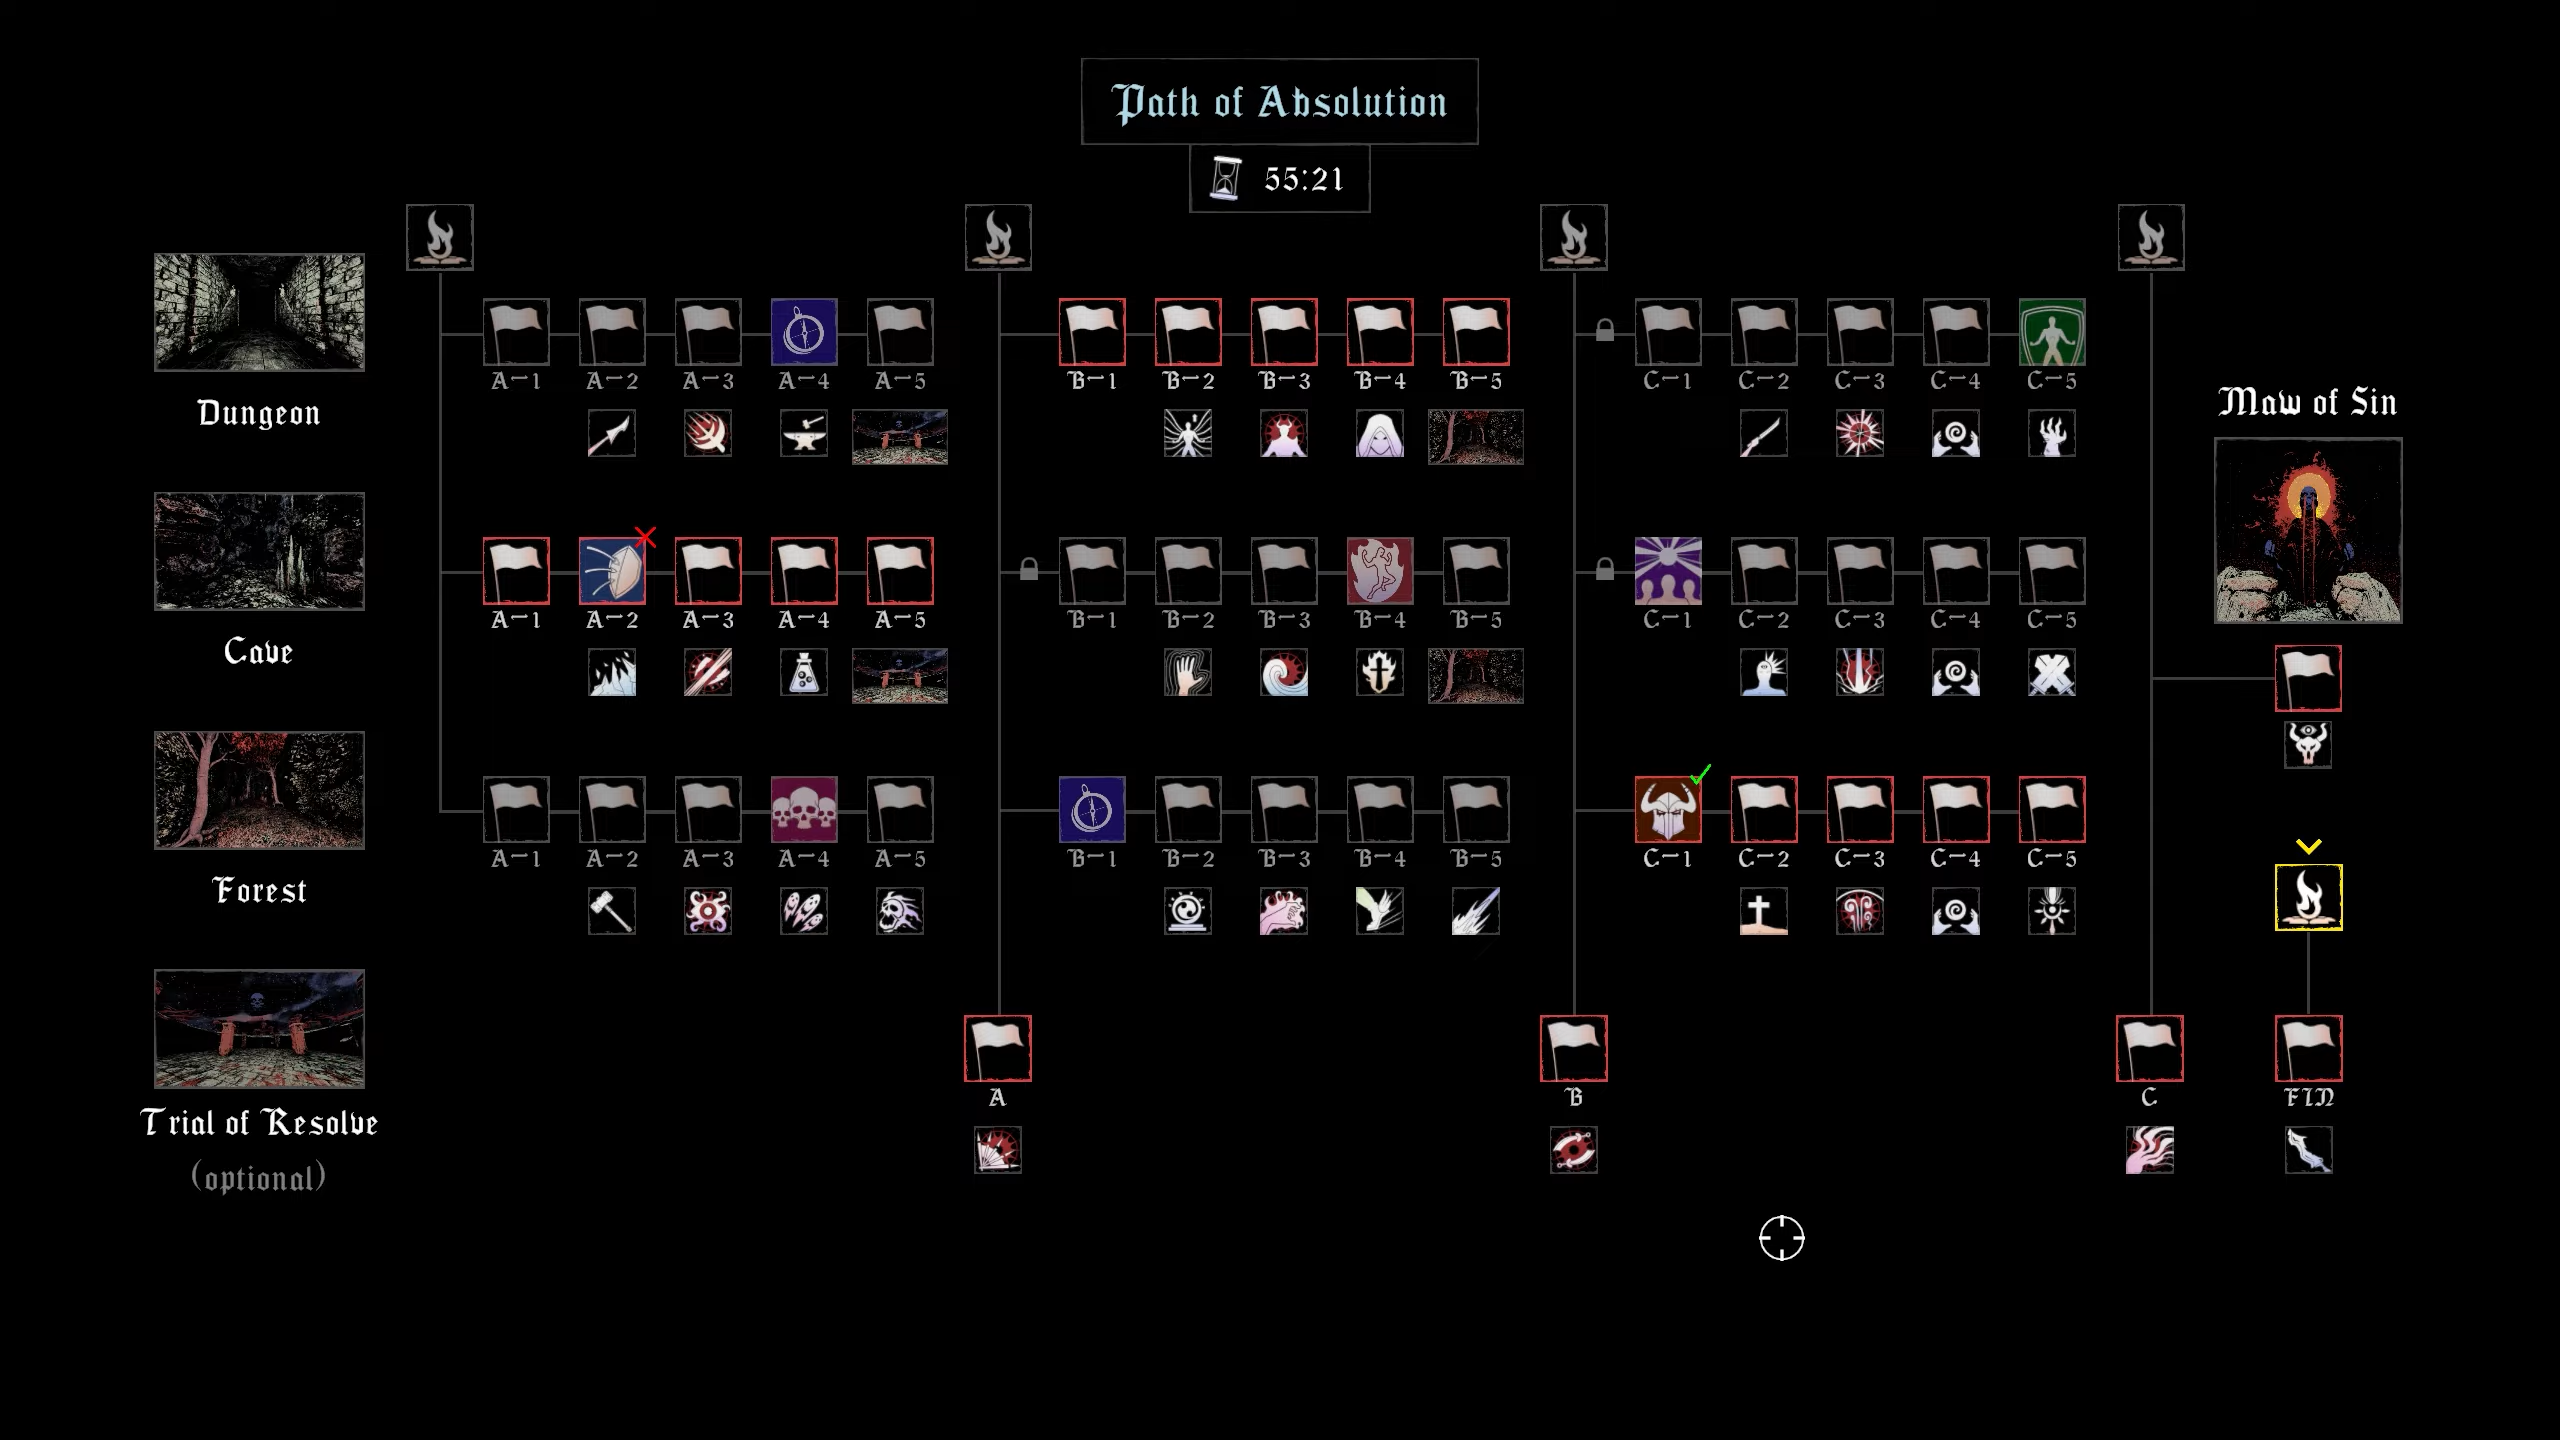 Path of Absolution
55:21
A-1 A-2 A-3 A-4 A-5
B-1 B-2 B-3 B-4 B-5
C-1 C-2 C-3 C-4 C-5
Dungeon
Maw of Sin
A-1 A-2 A-3 A-4 A-5
B-1 B-2 B-3 B-4 B-5
C-1 C-2 C-3 C-4 C-5
Cave
A-1 A-2 A-3 A-4 A-5
B-1 B-2 B-3 B-4 B-5
C-1 C-2 C-3 C-4 C-5
Forest
A
B
C
FIN
Trial of Resolve
(optional)